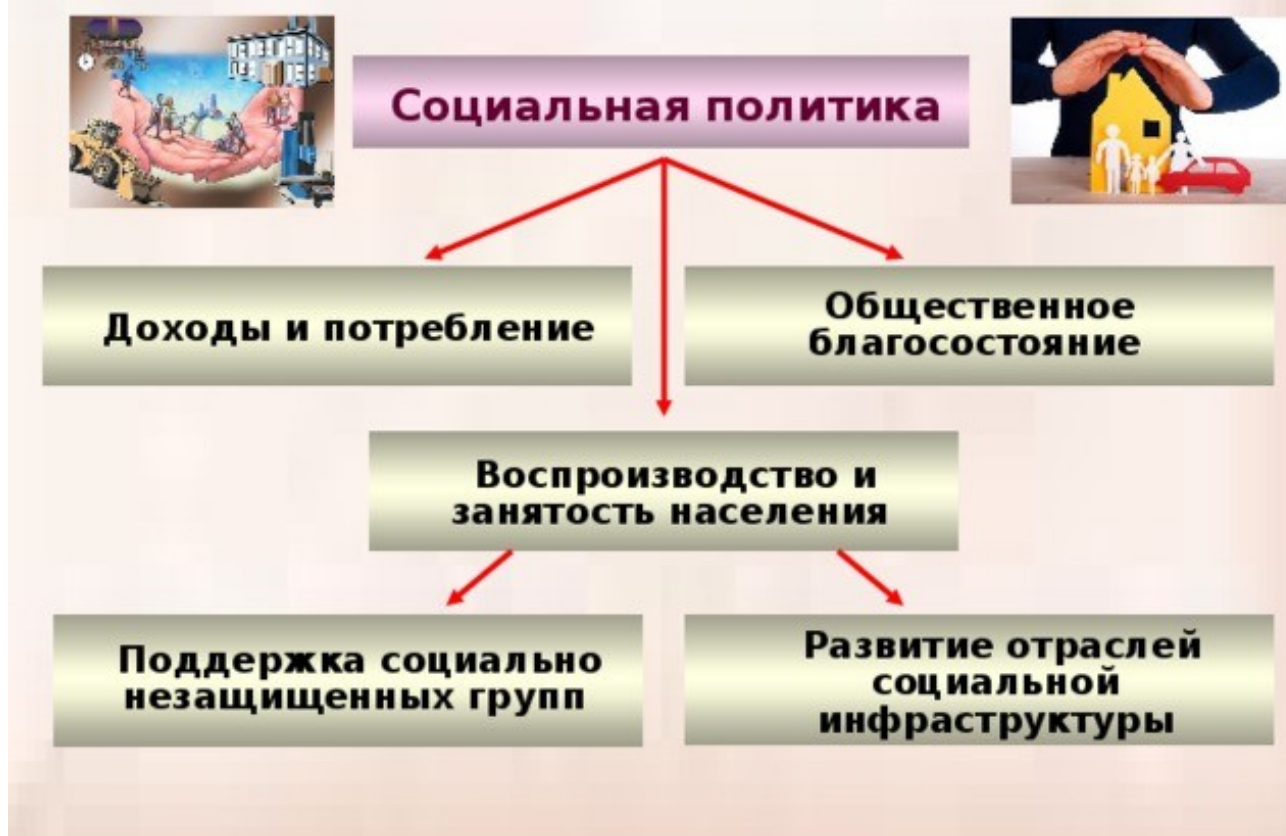 Социальная политика
Доходы и потребление
Общественное
благосостояние
Воспроизводство и
занятость населения
Поддержка социально
незащищенных групп
Развитие отраслей
социальной
инфраструктуры